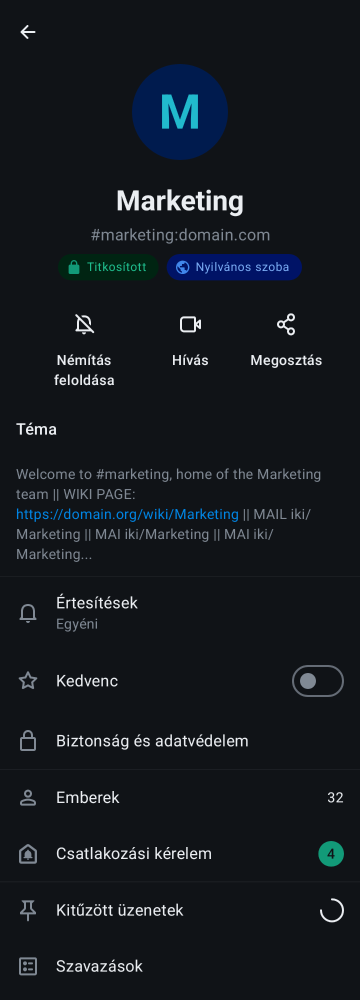 M
Marketing
#marketing:domain.com
Titkosított
Nyilvános szoba
Némítás
feloldása
Hívás
Megosztás
Téma
Welcome to #marketing, home of the Marketing
team || WIKI PAGE:
https://domain.org/wiki/Marketing || MAIL iki/
Marketing || MAI iki/Marketing || MAI iki/
Marketing...
Értesítések
Egyéni
Kedvenc
Biztonság és adatvédelem
Emberek
32
Csatlakozási kérelem
4
Kitűzött üzenetek
Szavazások